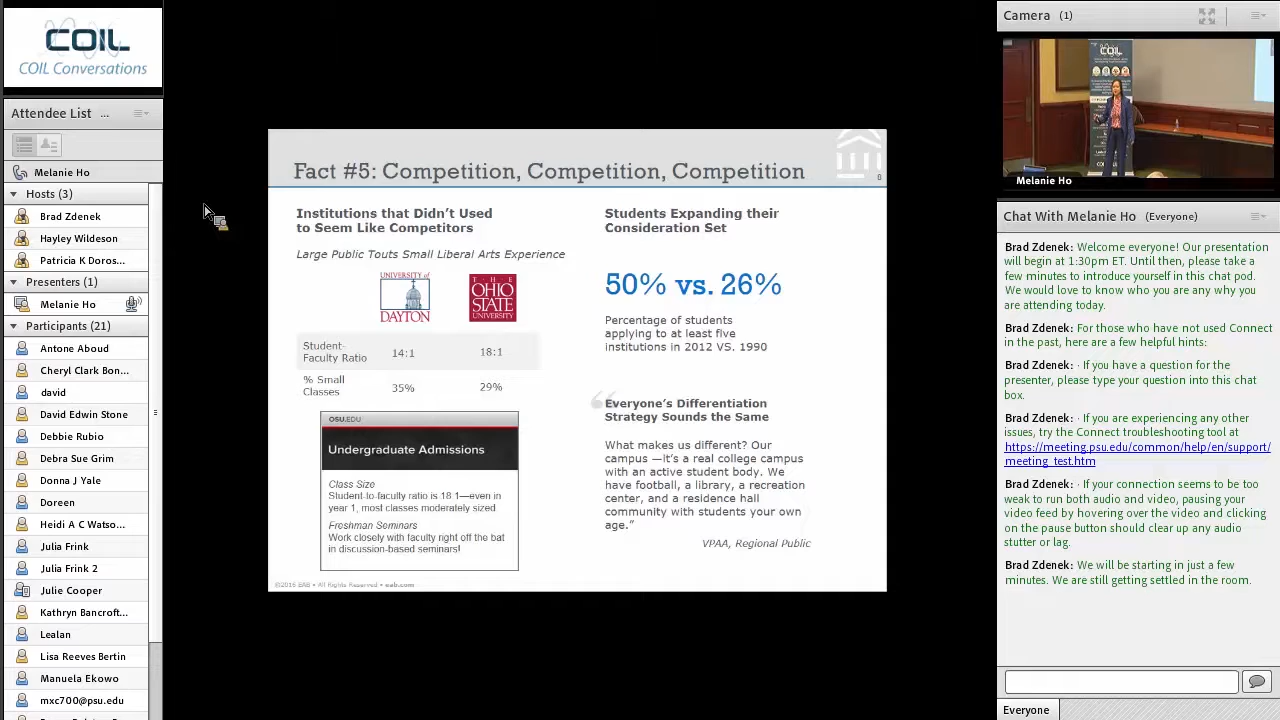 COIL
COIL Conversations
Attendee List ...
Melanie Ho
Hosts (3)
Brad Zdenek
Hayley Wildeson
Patricia K Doros...
Presenters (1)
Melanie Ho
Participants (21)
Antone Aboud
Cheryl Clark Bon...
david
David Edwin Stone
Debbie Rubio
Debra Sue Grim
Donna J Yale
Doreen
Heidi A C Watso...
Julia Frink
Julia Frink 2
Julie Cooper
Kathryn Bancroft...
Lealan
Lisa Reeves Bertin
Manuela Ekowo
mxc700@psu.edu
Fact #5: Competition, Competition, Competition
8
Institutions that Didn't Used
to Seem Like Competitors
Large Public Touts Small Liberal Arts Experience
UNIVERSITY of
DAYTON
THE
OHIO
STATE
UNIVERSITY
Student-
Faculty Ratio
14:1
18:1
% Small
Classes
35%
29%
OSU.EDU
Undergraduate Admissions
Class Size
Student-to-faculty ratio is 18 1—even in
year 1, most classes moderately sized
Freshman Seminars
Work closely with faculty right off the bat
in discussion-based seminars!
©2016 EAB • All Rights Reserved • eab.com
Students Expanding their
Consideration Set
50% vs. 26%
Percentage of students
applying to at least five
institutions in 2012 VS. 1990
“Everyone's Differentiation
Strategy Sounds the Same
What makes us different? Our
campus —it's a real college campus
with an active student body. We
have football, a library, a recreation
center, and a residence hall
community with students your own
age.”
VPAA, Regional Public
Camera (1)
COIL
Melanie Ho
Chat With Melanie Ho (Everyone)
Brad Zdenek: Welcome everyone! Our presentation
will begin at 1:30pm ET. Until then, please take a
few minutes to introduce yourself in this chat pod.
We would love to know who you are any why you
are attending today.
Brad Zdenek: For those who have not used Connect
in the past, here are a few helpful hints:
Brad Zdenek: · If you have a question for the
presenter, please type your question into this chat
box.
Brad Zdenek: · If you are experiencing any other
issues, try the Connect troubleshooting tool at
https://meeting.psu.edu/common/help/en/support/
meeting_test.htm
Brad Zdenek: · If your connection seems to be too
weak to run both audio and video, pausing your
video feed by hovering over the video and clicking
on the pause button should clear up any audio
stutter or lag.
Brad Zdenek: We will be starting in just a few
minutes. We are still getting settled in the room.
Everyone